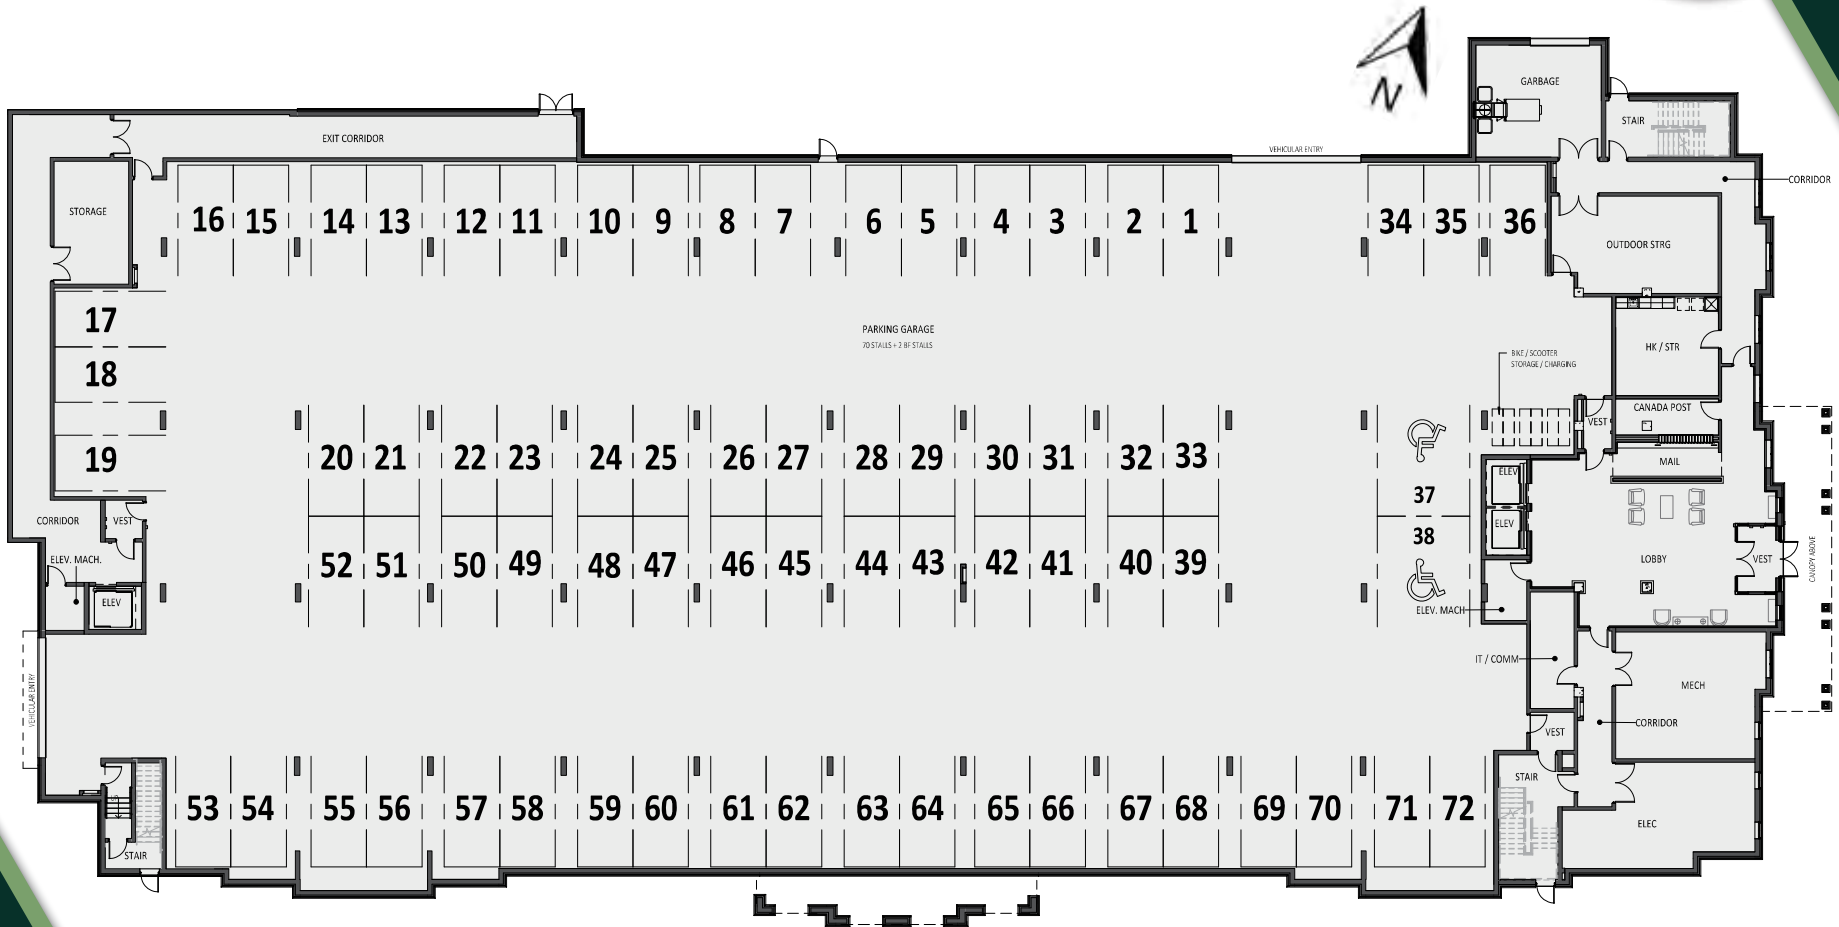 N
GARBAGE
STAIR
EXIT CORRIDOR
VEHICULAR ENTRY
CORRIDOR
STORAGE
16 15 14 13 12 11 10 9 8 7 6 5 4 3 2 1 34 35 36
OUTDOOR STRG
17
PARKING GARAGE
70 STALLS + 2 BF STALLS
HK / STR
BIKE / SCOOTER
STORAGE / CHARGING
18
CANADA POST
VEST
19
20 21 22 23 24 25 26 27 28 29 30 31 32 33
MAIL
ELEV
37
CORRIDOR
VEST
ELEV
38
ELEV. MACH.
52 51 50 49 48 47 46 45 44 43 42 41 40 39
LOBBY
VEST
CANOPY ABOVE
ELEV
ELEV. MACH
IT / COMM
MECH
VEHICULAR ENTRY
CORRIDOR
VEST
STAIR
53 54 55 56 57 58 59 60 61 62 63 64 65 66 67 68 69 70 71 72
ELEC
STAIR